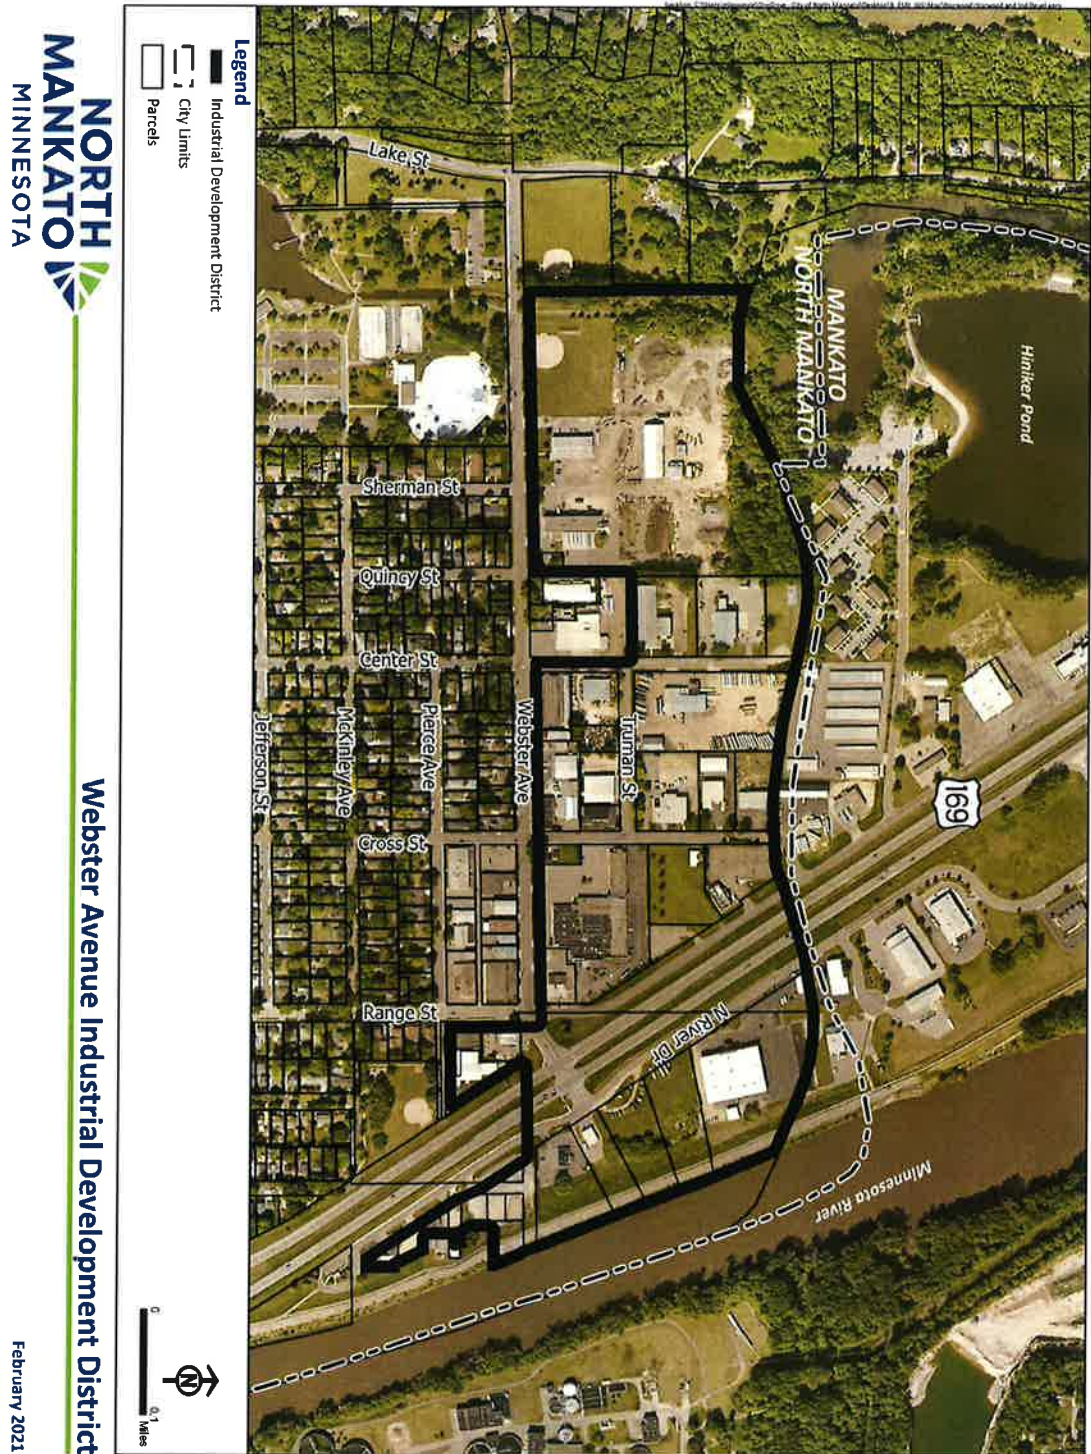 Hiniker Pond
MANKATO
NORTH MANKATO
169
Lake St
Sherman St
Quincy St
Center St
Truman St
Webster Ave
Pierce Ave
McKinley Ave
Jefferson St
Cross St
Range St
N River Dr
Minnesota River
Legend
Industrial Development District
City Limits
Parcels
N
0
0.1
Miles
NORTH
MANKATO
MINNESOTA
Webster Avenue Industrial Development District
February 2021